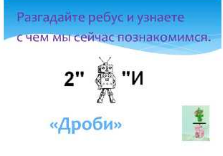 Разгадайте ребус и узнаете
с чем мы сейчас познакомимся.
2" "И
«Дроби»